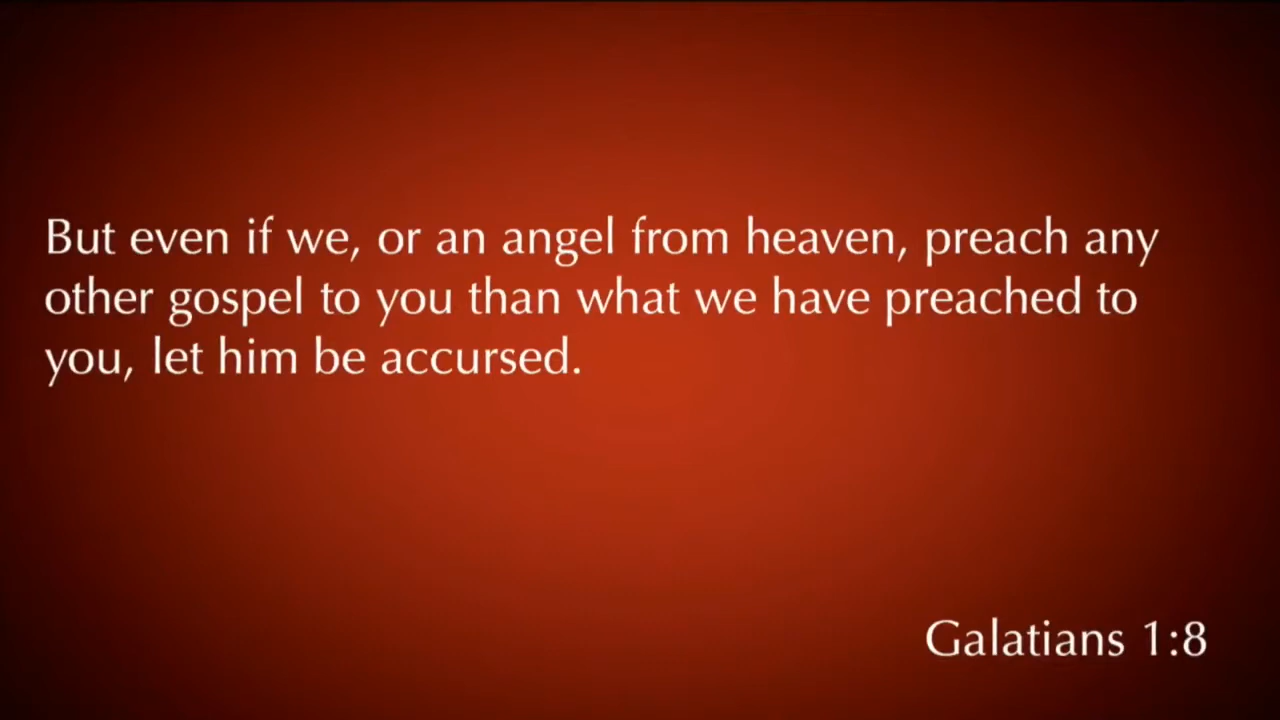 But even if we, or an angel from heaven, preach any
other gospel to you than what we have preached to
you, let him be accursed.
Galatians 1:8